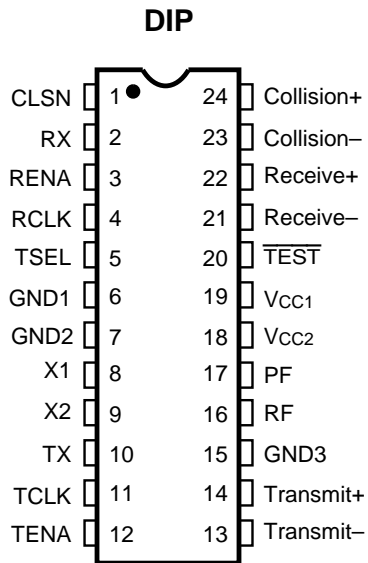 DIP
CLSN 1 24 Collision+
RX 2 23 Collision–
RENA 3 22 Receive+
RCLK 4 21 Receive–
TSEL 5 20 TEST
GND1 6 19 VCC1
GND2 7 18 VCC2
X1 8 17 PF
X2 9 16 RF
TX 10 15 GND3
TCLK 11 14 Transmit+
TENA 12 13 Transmit–